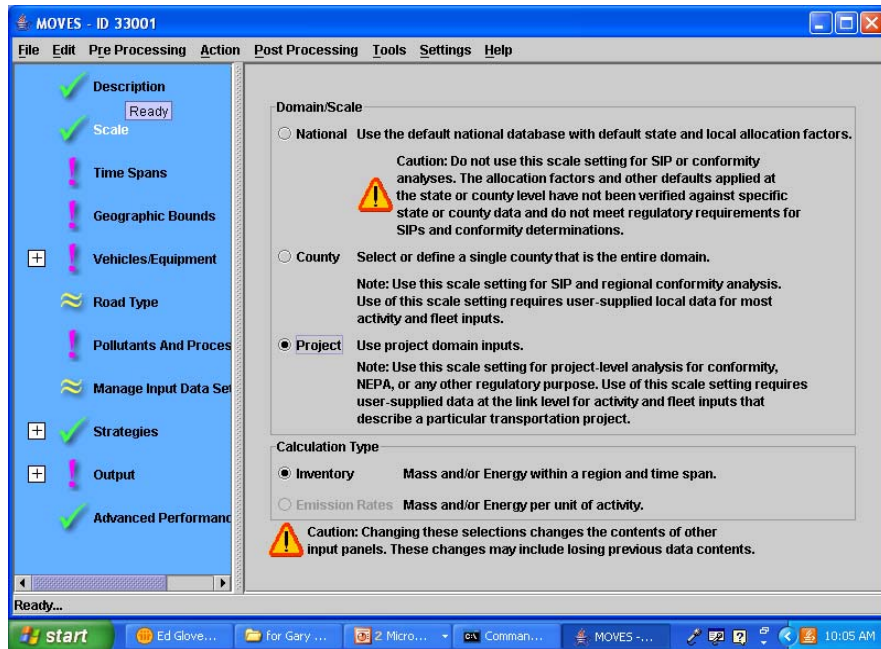 MOVES - ID 33001
File Edit Pre Processing Action Post Processing Tools Settings Help
Description
Ready
Scale
Time Spans
Geographic Bounds
Vehicles/Equipment
Road Type
Pollutants And Proces
Manage Input Data Set
Strategies
Output
Advanced Performanc
Domain/Scale
National Use the default national database with default state and local allocation factors.
Caution: Do not use this scale setting for SIP or conformity
analyses. The allocation factors and other defaults applied at
the state or county level have not been verified against specific
state or county data and do not meet regulatory requirements for
SIPs and conformity determinations.
County Select or define a single county that is the entire domain.
Note: Use this scale setting for SIP and regional conformity analysis.
Use of this scale setting requires user-supplied local data for most
activity and fleet inputs.
Project Use project domain inputs.
Note: Use this scale setting for project-level analysis for conformity,
NEPA, or any other regulatory purpose. Use of this scale setting requires
user-supplied data at the link level for activity and fleet inputs that
describe a particular transportation project.
Calculation Type
Inventory Mass and/or Energy within a region and time span.
Emission Rates Mass and/or Energy per unit of activity.
Caution: Changing these selections changes the contents of other
input panels. These changes may include losing previous data contents.
Ready...
start Ed Glove... for Gary ... 2 Micro... Comman... MOVES -... 10:05 AM